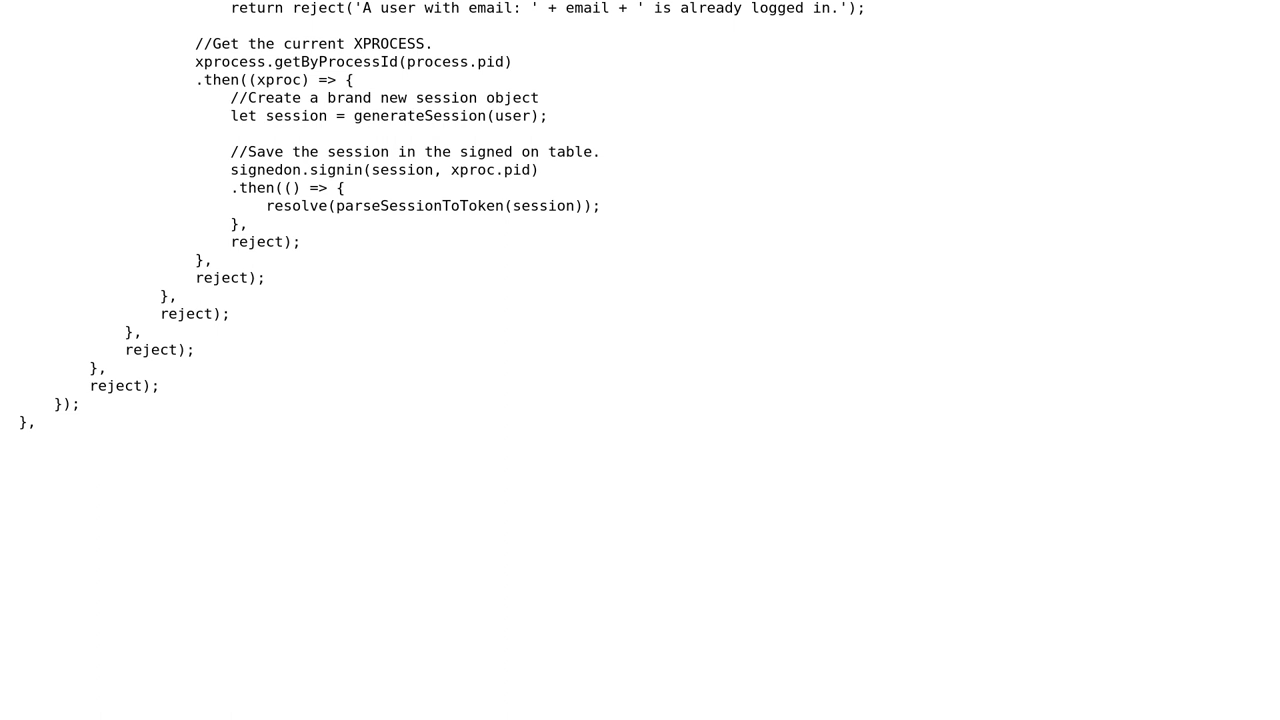 return reject('A user with email: ' + email + ' is already logged in.');
//Get the current XPROCESS.
xprocess.getByProcessId(process.pid)
.then((xproc) => {
//Create a brand new session object
let session = generateSession(user);
//Save the session in the signed on table.
signedon.signin(session, xproc.pid)
.then(() => {
resolve(parseSessionToToken(session));
},
reject);
},
reject);
},
reject);
},
reject);
},
reject);
});
},